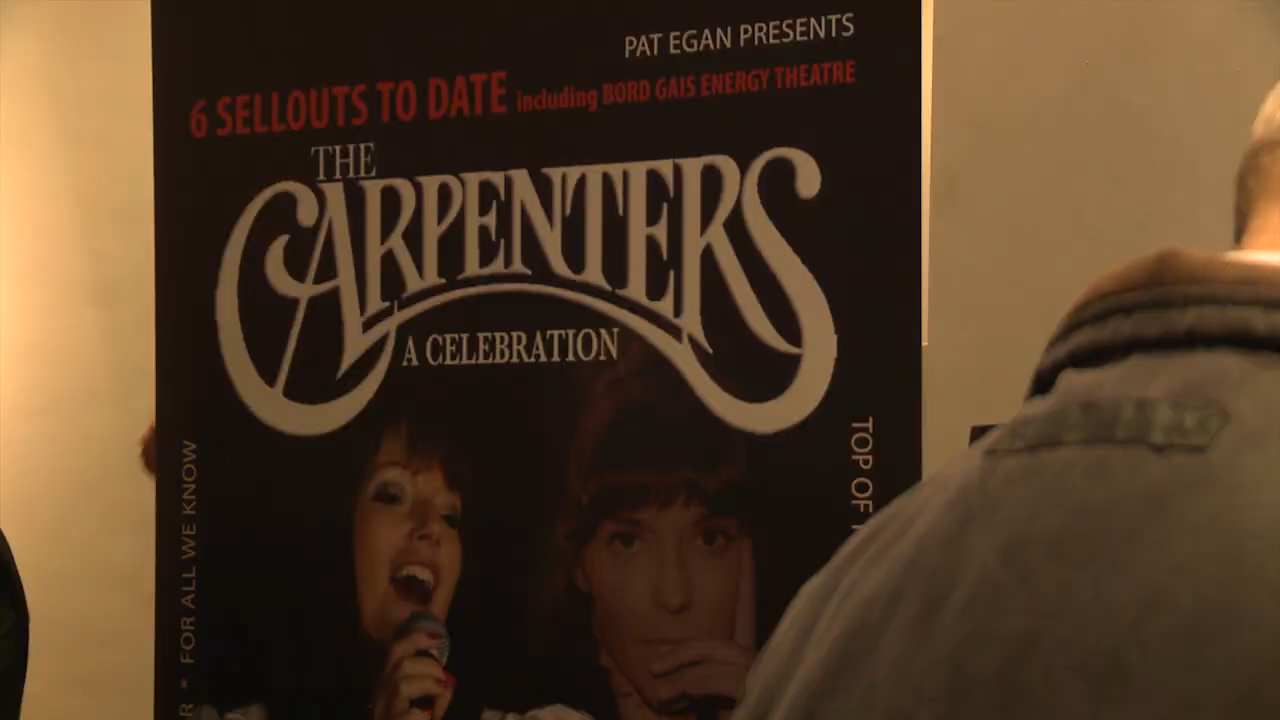 PAT EGAN PRESENTS
6 SELLOUTS TO DATE including BORD GAIS ENERGY THEATRE
THE
CARPENTERS
A CELEBRATION
TOP OF
* FOR ALL WE KNOW